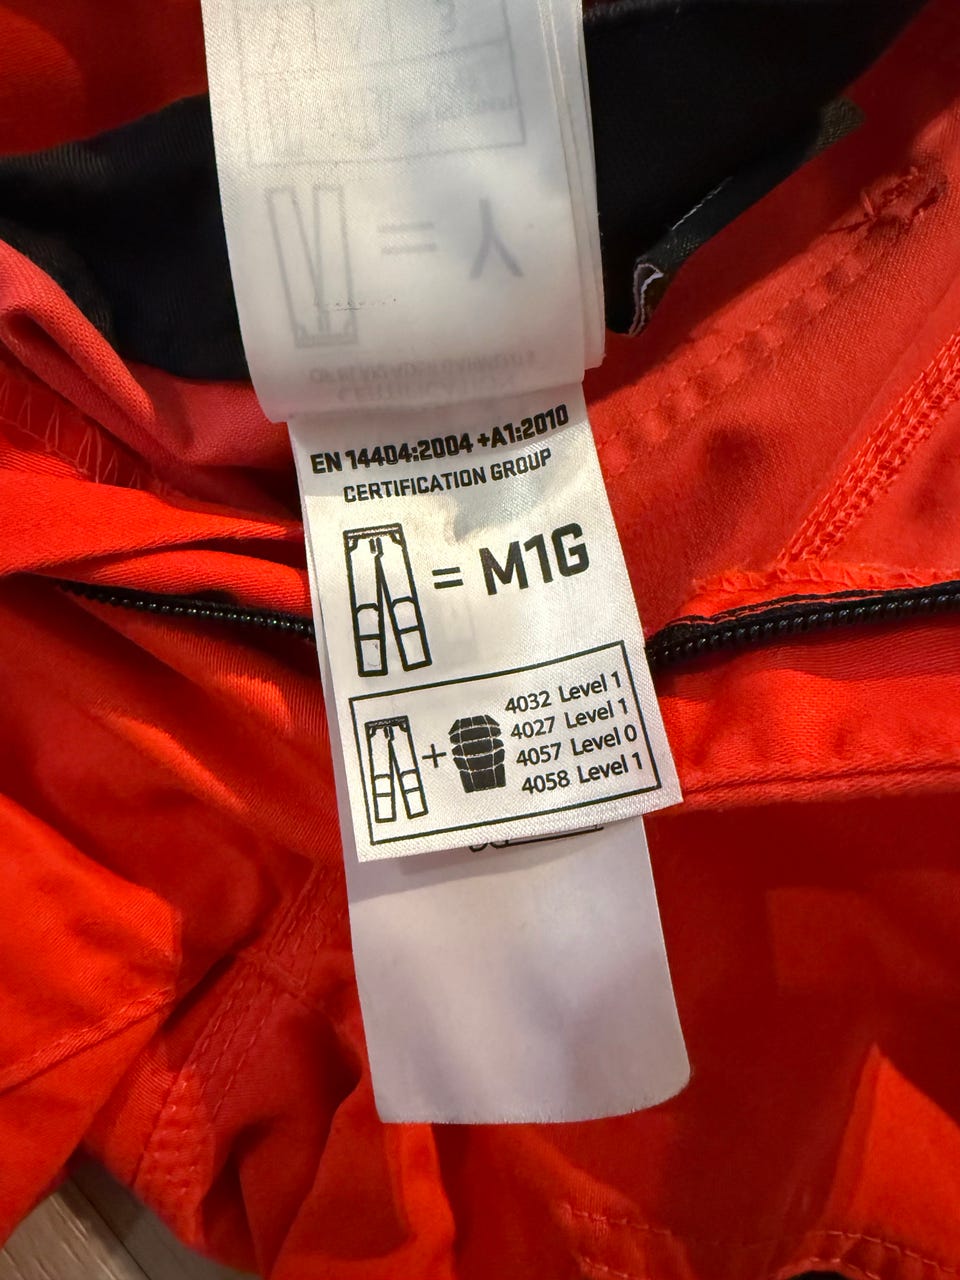 EN 14404:2004 +A1:2010
CERTIFICATION GROUP
= M1G
+
4032 Level 1
4027 Level 1
4057 Level 0
4058 Level 1